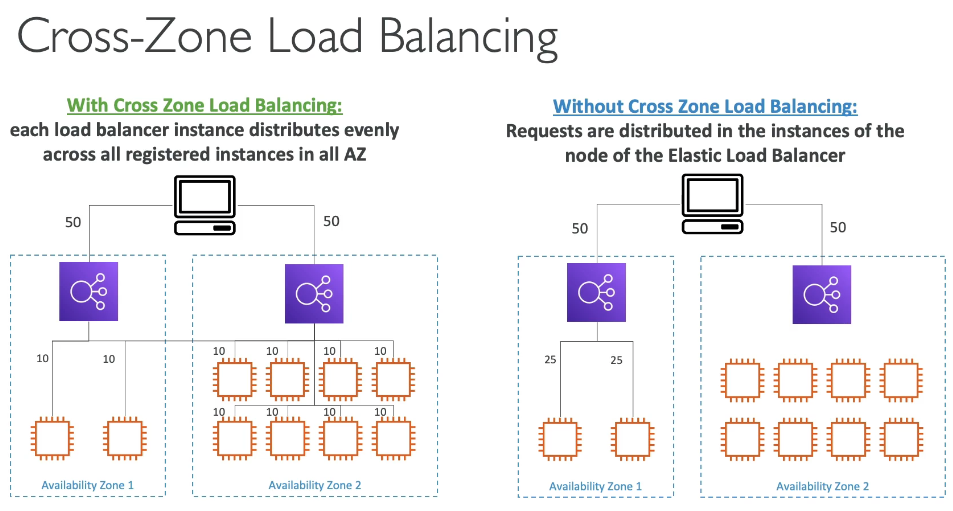 Cross-Zone Load Balancing
With Cross Zone Load Balancing:
each load balancer instance distributes evenly
across all registered instances in all AZ
50
50
10
10
10
10
10
10
10
10
10
10
Availability Zone 1
Availability Zone 2
Without Cross Zone Load Balancing:
Requests are distributed in the instances of the
node of the Elastic Load Balancer
50
50
25
25
Availability Zone 1
Availability Zone 2